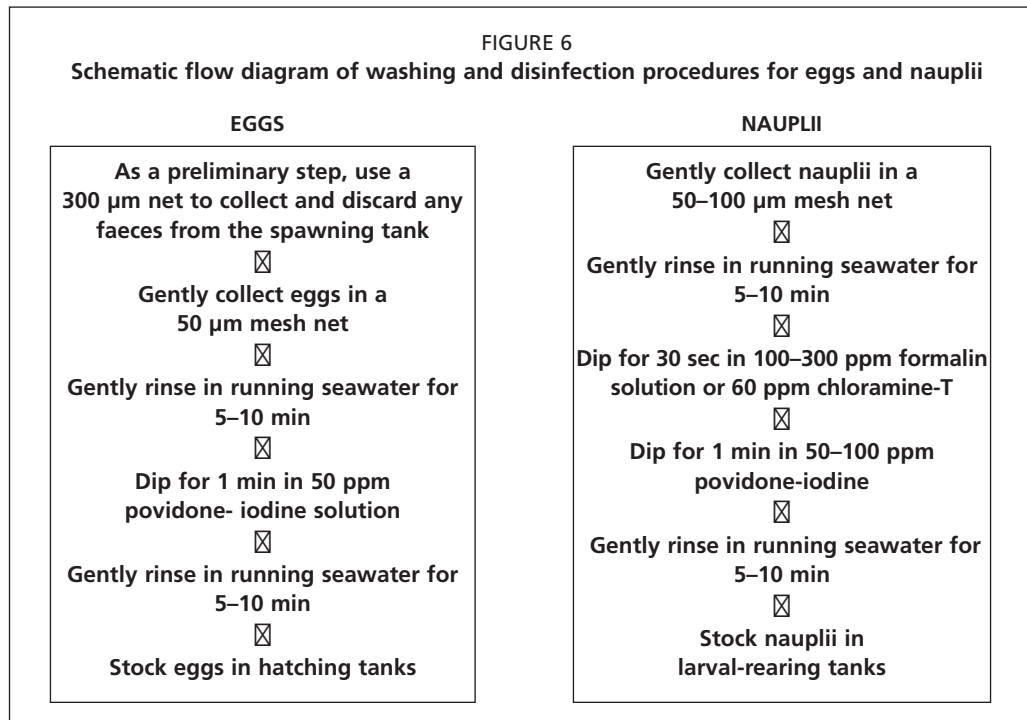 FIGURE 6
Schematic flow diagram of washing and disinfection procedures for eggs and nauplii
EGGS
As a preliminary step, use a
300 µm net to collect and discard any
faeces from the spawning tank
☒
Gently collect eggs in a
50 µm mesh net
☒
Gently rinse in running seawater for
5–10 min
☒
Dip for 1 min in 50 ppm
povidone- iodine solution
☒
Gently rinse in running seawater for
5–10 min
☒
Stock eggs in hatching tanks
NAUPLII
Gently collect nauplii in a
50–100 µm mesh net
☒
Gently rinse in running seawater for
5–10 min
☒
Dip for 30 sec in 100–300 ppm formalin
solution or 60 ppm chloramine-T
☒
Dip for 1 min in 50–100 ppm
povidone-iodine
☒
Gently rinse in running seawater for
5–10 min
☒
Stock nauplii in
larval-rearing tanks